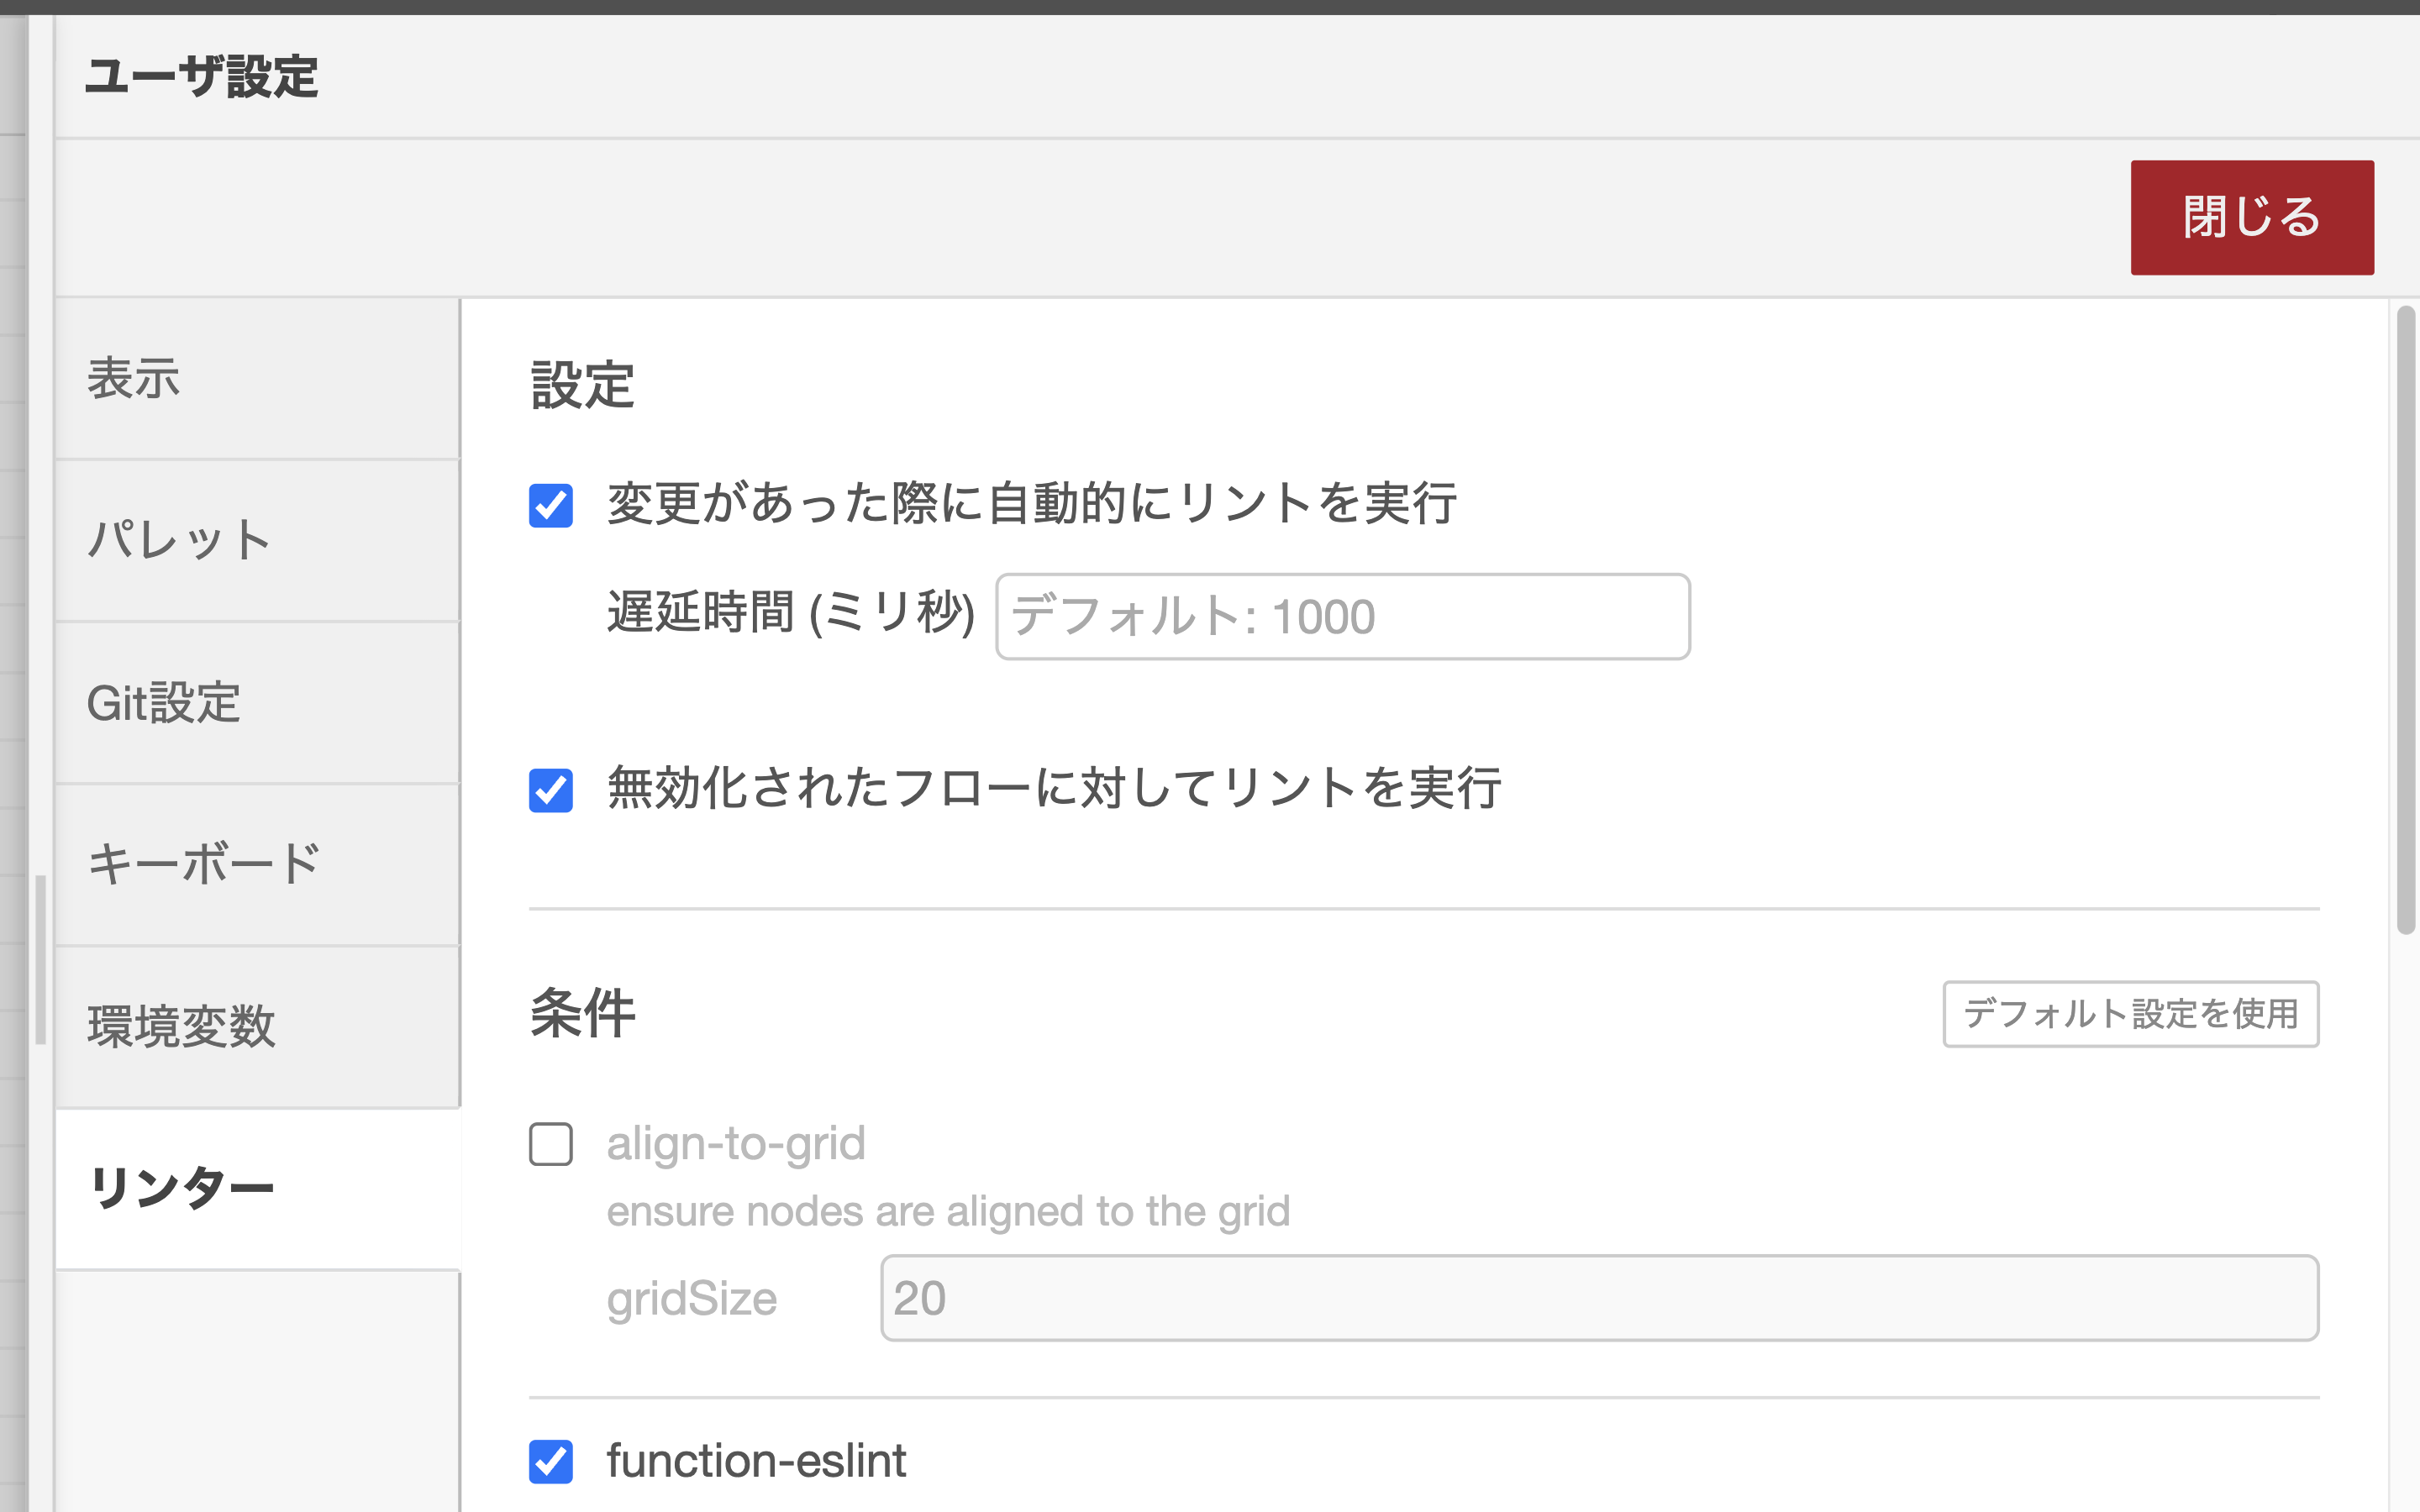 ユーザ設定
閉じる
表示
パレット
Git設定
キーボード
環境変数
リンター
設定
変更があった際に自動的にリントを実行
遅延時間 (ミリ秒) デフォルト: 1000
無効化されたフローに対してリントを実行
条件 デフォルト設定を使用
align-to-grid
ensure nodes are aligned to the grid
gridSize 20
function-eslint